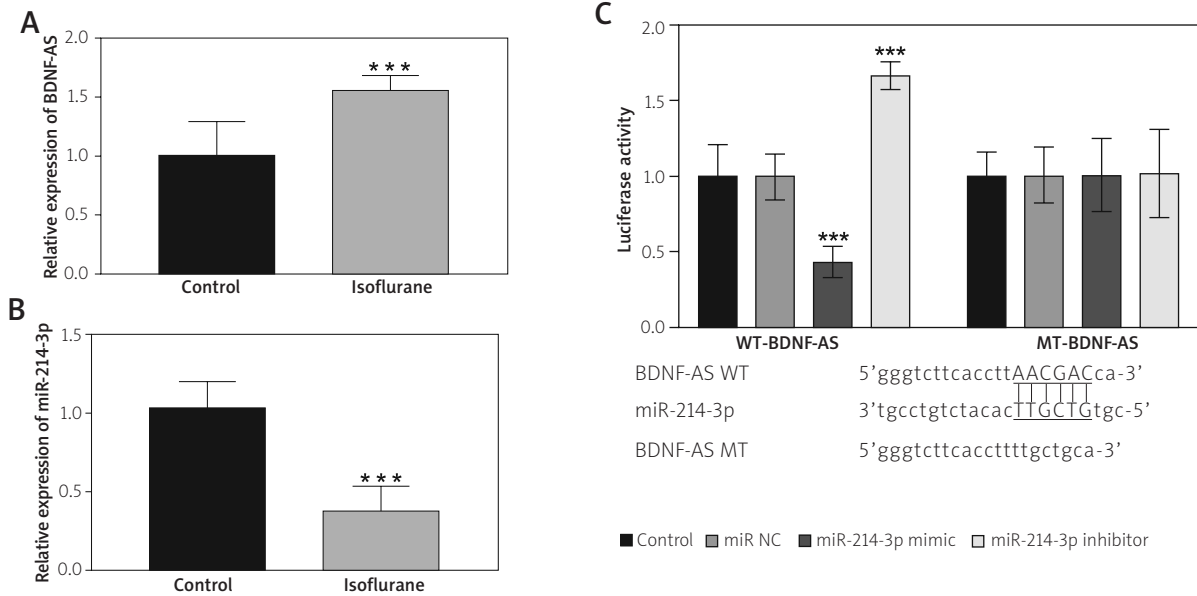 A
Relative expression of BDNF-AS
2.0
1.5
1.0
0.5
0.0
***
Control
Isoflurane
B
Relative expression of miR-214-3p
1.5
1.0
0.5
0.0
***
Control
Isoflurane
C
Luciferase activity
2.0
1.5
1.0
0.5
0.0
***
***
WT-BDNF-AS
MT-BDNF-AS
BDNF-AS WT 5’gggtcttcaccttAACGACca-3’
miR-214-3p 3’tgcctgtctacacTTGCTGtgc-5’
BDNF-AS MT 5’gggtcttcaccttttgctgca-3’
Control miR NC miR-214-3p mimic miR-214-3p inhibitor